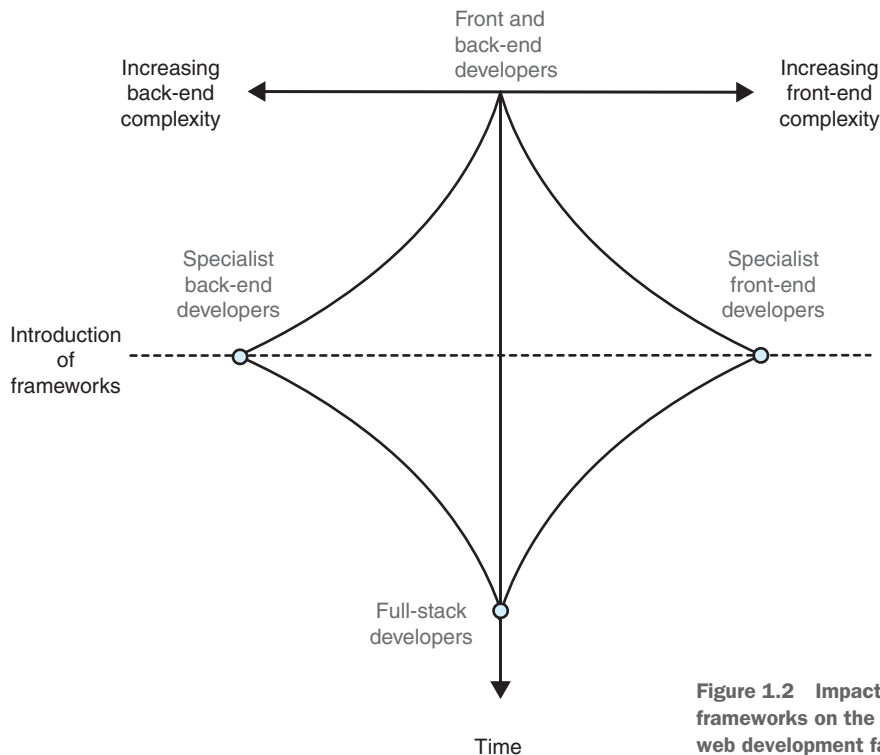 Front and
back-end
developers
Increasing
back-end
complexity
Increasing
front-end
complexity
Specialist
back-end
developers
Specialist
front-end
developers
Introduction
of
frameworks
Full-stack
developers
Figure 1.2 Impact
frameworks on the
web development fa
Time